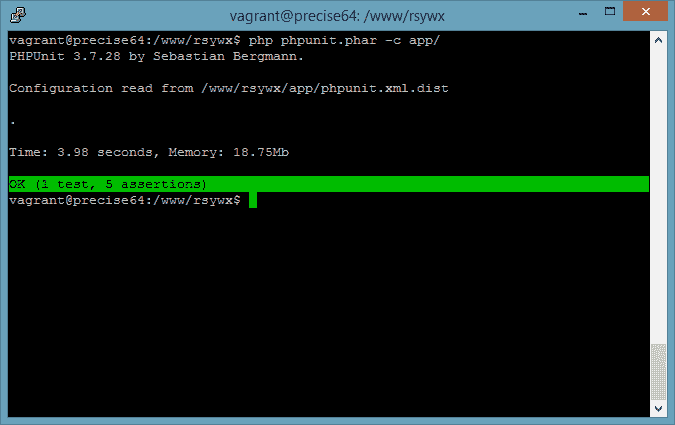 vagrant@precise64: /www/rsywx
vagrant@precise64:/www/rsywx$ php phpunit.phar -c app/
PHPUnit 3.7.28 by Sebastian Bergmann.
Configuration read from /www/rsywx/app/phpunit.xml.dist
.
Time: 3.98 seconds, Memory: 18.75Mb
OK (1 test, 5 assertions)
vagrant@precise64:/www/rsywx$